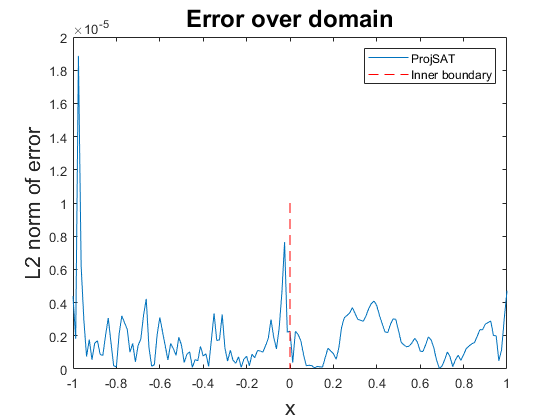 Error over domain
×10⁻⁵
2
1.8
1.6
1.4
1.2
1
0.8
0.6
0.4
0.2
0
L2 norm of error
ProjSAT
Inner boundary
-1 -0.8 -0.6 -0.4 -0.2 0 0.2 0.4 0.6 0.8 1
x